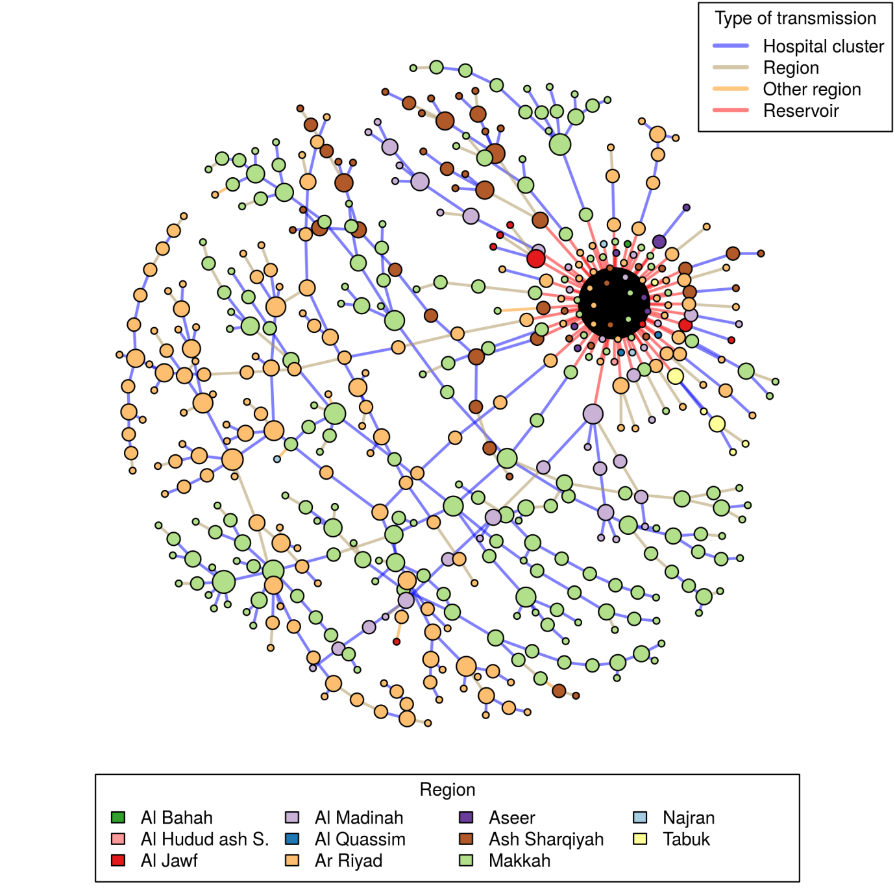 Type of transmission
Hospital cluster
Region
Other region
Reservoir
Region
Al Bahah
Al Hudud ash S.
Al Jawf
Al Madinah
Al Quassim
Ar Riyad
Aseer
Ash Sharqiyah
Makkah
Najran
Tabuk